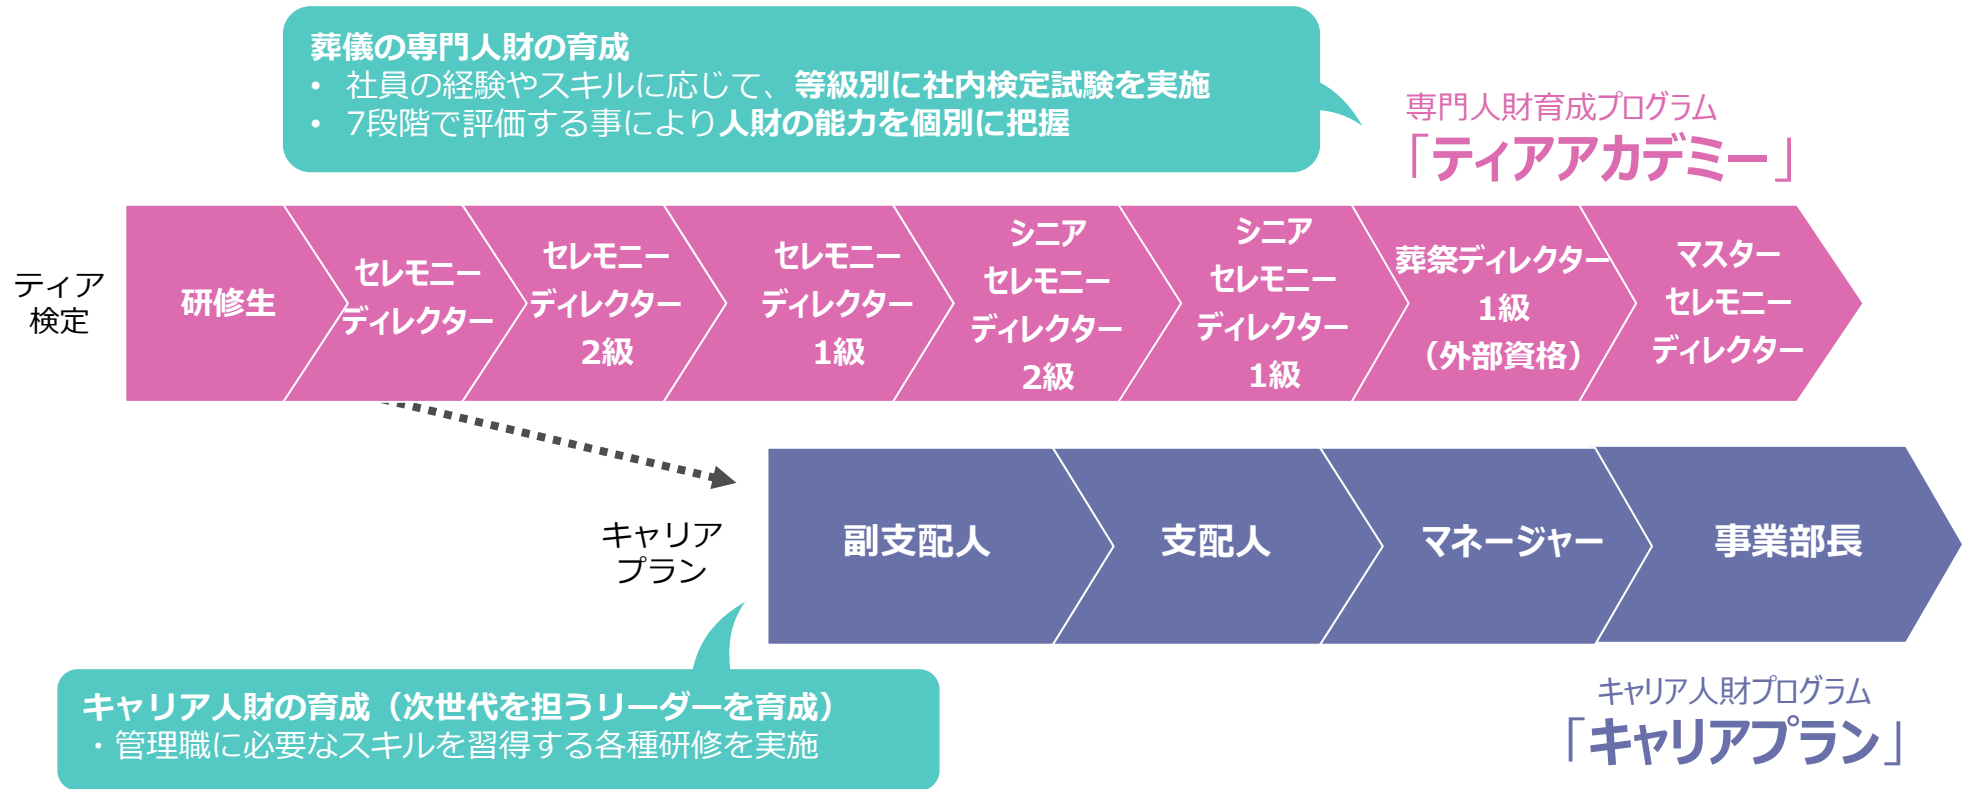 葬儀の専門人財の育成
• 社員の経験やスキルに応じて、等級別に社内検定試験を実施
• 7段階で評価する事により人財の能力を個別に把握
専門人財育成プログラム
「ティアアカデミー」
ティア
検定
研修生
セレモニー
ディレクター
セレモニー
ディレクター
2級
セレモニー
ディレクター
1級
シニア
セレモニー
ディレクター
2級
シニア
セレモニー
ディレクター
1級
葬祭ディレクター
1級
（外部資格）
マスター
セレモニー
ディレクター
キャリア
プラン
副支配人
支配人
マネージャー
事業部長
キャリア人財の育成（次世代を担うリーダーを育成）
・管理職に必要なスキルを習得する各種研修を実施
キャリア人財プログラム
「キャリアプラン」